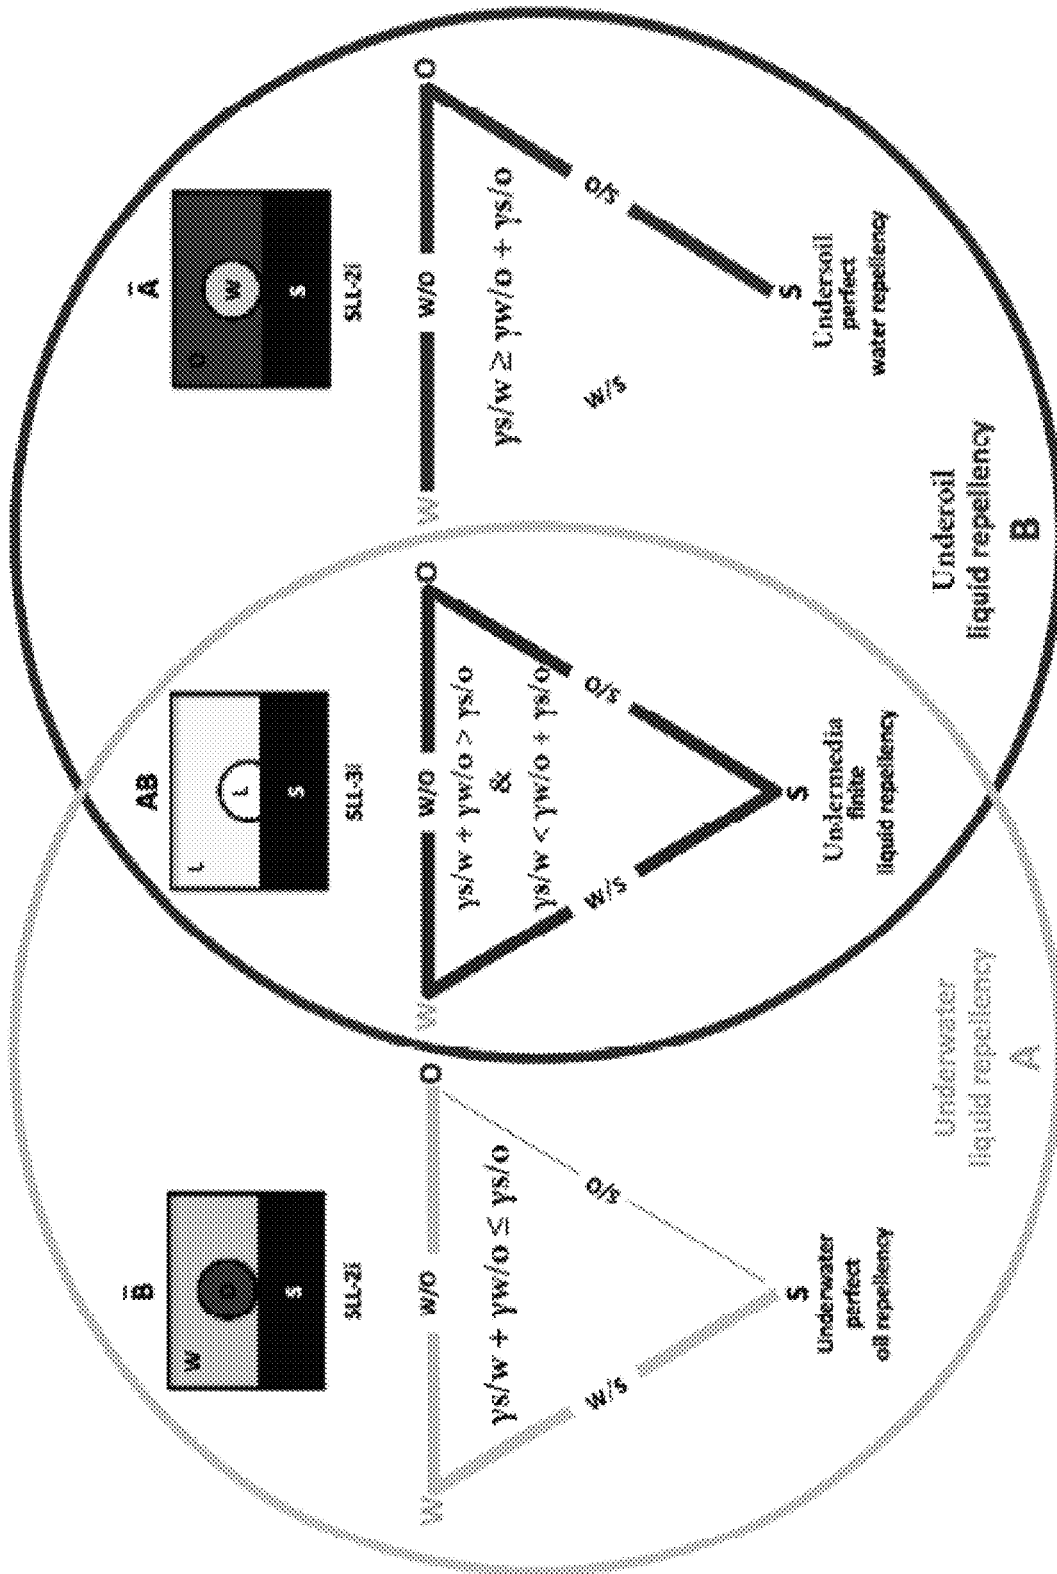 B̄
W
O
S
SLL-2i
W
W/O
O
γs/w + γw/o ≤ γs/o
W/S
S/O
S
Underwater
perfect
oil repellency
Underwater
liquid repellency
A
AB
L
L
S
SLL-3i
W
W/O
O
γs/w + γw/o > γs/o
&
γs/w < γw/o + γs/o
W/S
S/O
S
Undermedia
finite
liquid repellency
Ā
O
W
S
SLL-2i
W
W/O
O
γs/w ≥ γw/o + γs/o
W/S
S/O
S
Undersoil
perfect
water repellency
Underoil
liquid repellency
B